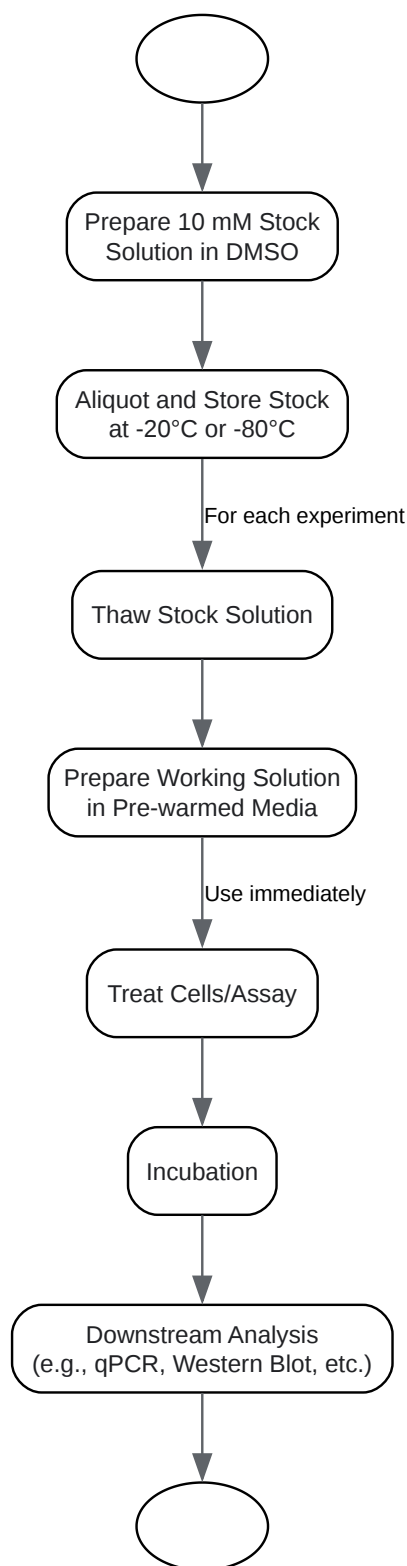 Prepare 10 mM Stock
Solution in DMSO
Aliquot and Store Stock
at -20°C or -80°C
For each experiment
Thaw Stock Solution
Prepare Working Solution
in Pre-warmed Media
Use immediately
Treat Cells/Assay
Incubation
Downstream Analysis
(e.g., qPCR, Western Blot, etc.)